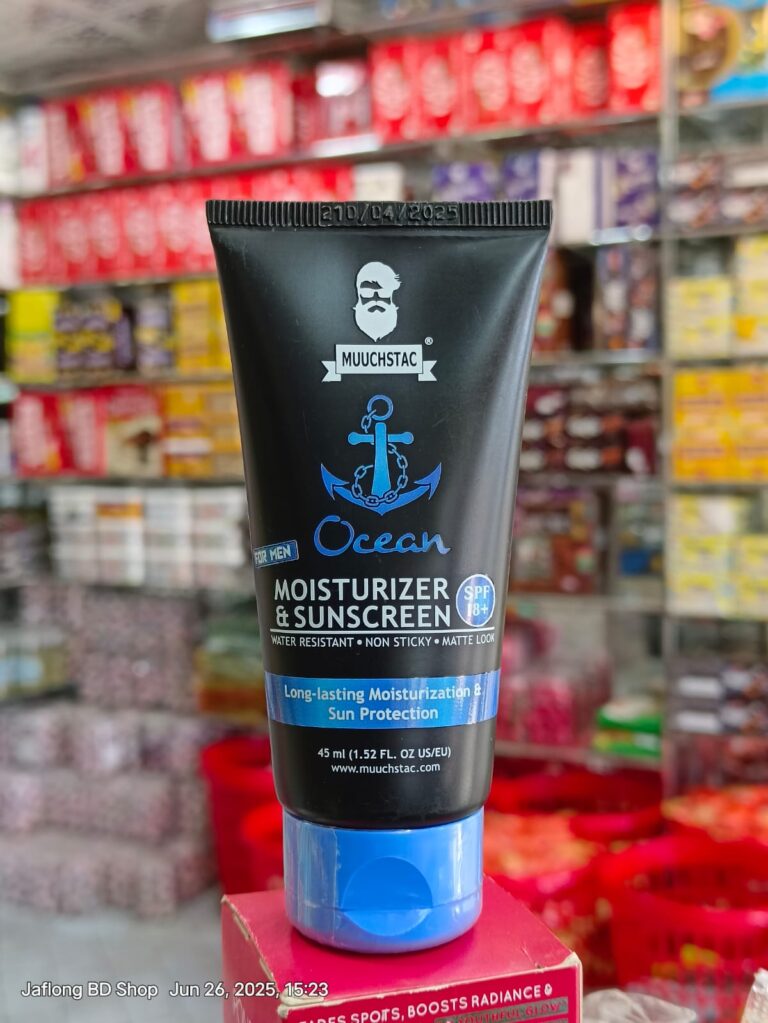 210/04/2025
MUUCHSTAC®
Ocean
FOR MEN
MOISTURIZER
& SUNSCREEN
SPF
18+
WATER RESISTANT • NON STICKY • MATTE LOOK
Long-lasting Moisturization &
Sun Protection
45 ml (1.52 FL. OZ US/EU)
www.muuchstac.com
Jaflong BD Shop Jun 26, 2025, 15:23
FADES SPOTS, BOOSTS RADIANCE &
YOUTHFUL GLOW